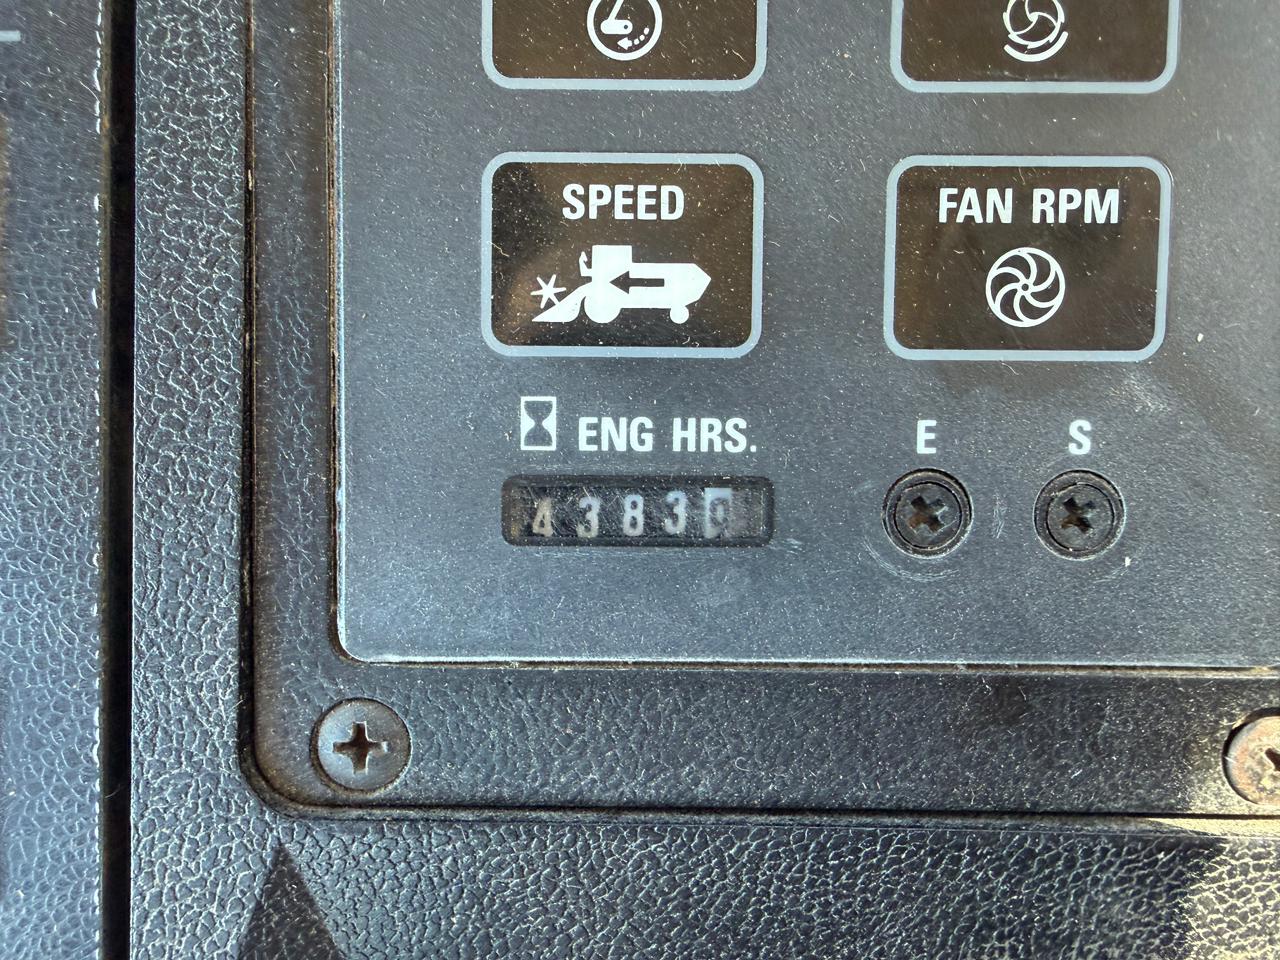 SPEED
FAN RPM
ENG HRS.
E
S
4383